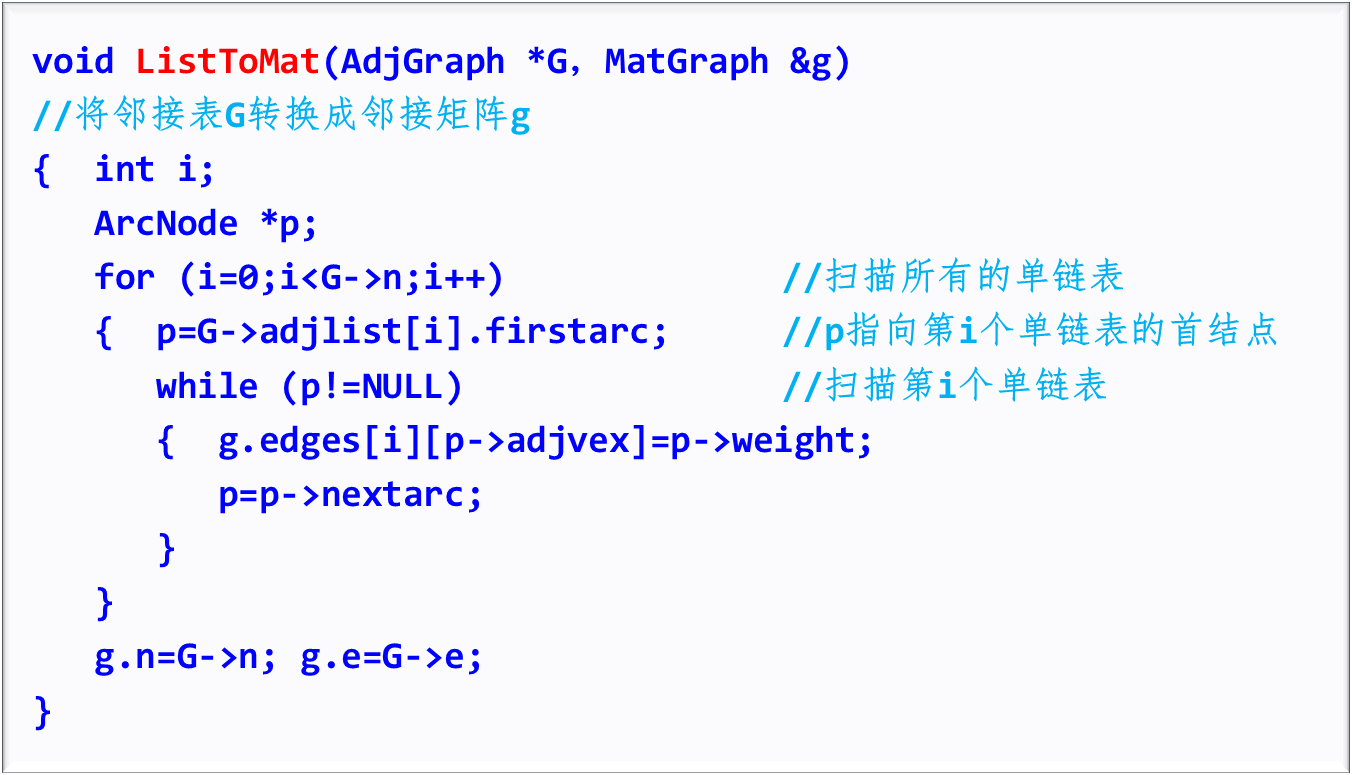 void ListToMat(AdjGraph *G, MatGraph &g)
//将邻接表G转换成邻接矩阵g
{  int i;
   ArcNode *p;
   for (i=0;i<G->n;i++)              //扫描所有的单链表
   {  p=G->adjlist[i].firstarc;      //p指向第i个单链表的首结点
      while (p!=NULL)                //扫描第i个单链表
      {  g.edges[i][p->adjvex]=p->weight;
         p=p->nextarc;
      }
   }
   g.n=G->n; g.e=G->e;
}